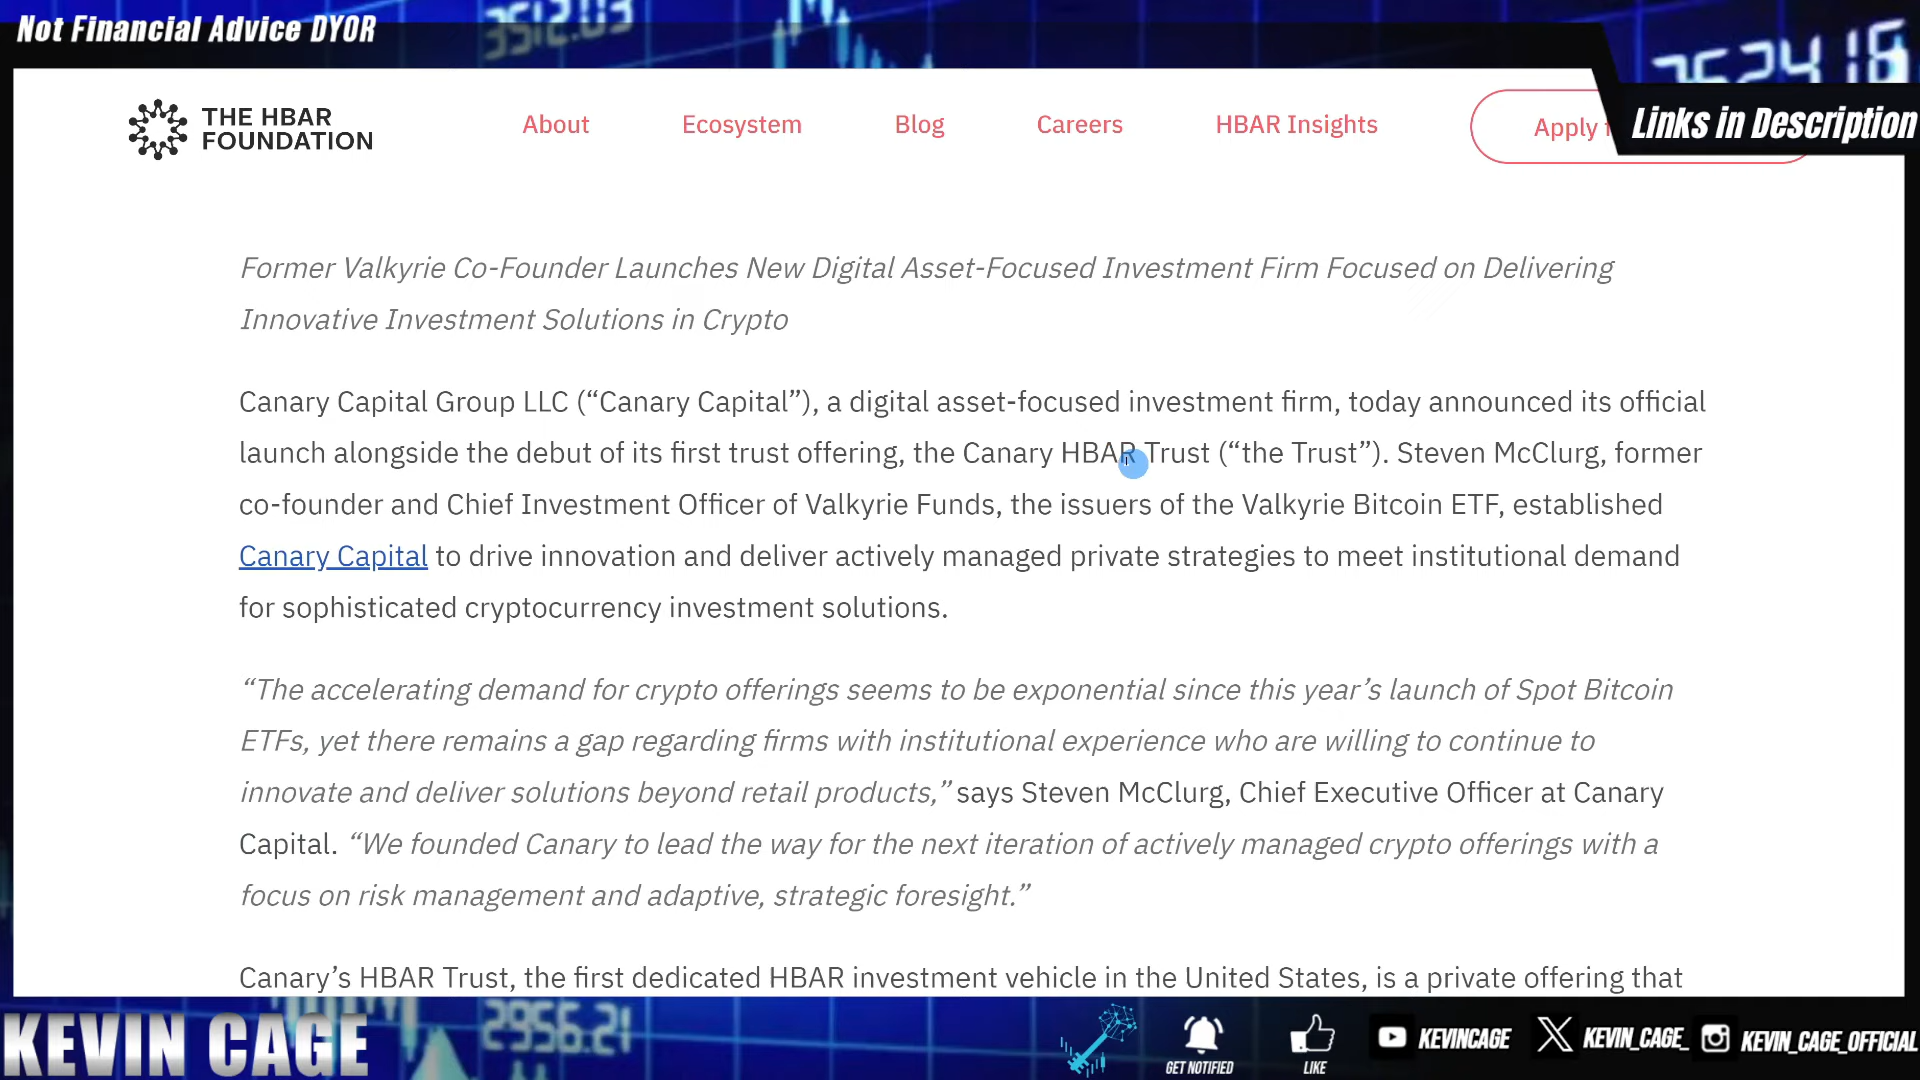 Not Financial Advice DYOR
3512.03
THE HBAR
FOUNDATION
About
Ecosystem
Blog
Careers
HBAR Insights
Apply
Links in Description
Former Valkyrie Co-Founder Launches New Digital Asset-Focused Investment Firm Focused on Delivering
Innovative Investment Solutions in Crypto
Canary Capital Group LLC (“Canary Capital”), a digital asset-focused investment firm, today announced its official
launch alongside the debut of its first trust offering, the Canary HBAR Trust (“the Trust”). Steven McClurg, former
co-founder and Chief Investment Officer of Valkyrie Funds, the issuers of the Valkyrie Bitcoin ETF, established
Canary Capital to drive innovation and deliver actively managed private strategies to meet institutional demand
for sophisticated cryptocurrency investment solutions.
“The accelerating demand for crypto offerings seems to be exponential since this year’s launch of Spot Bitcoin
ETFs, yet there remains a gap regarding firms with institutional experience who are willing to continue to
innovate and deliver solutions beyond retail products,” says Steven McClurg, Chief Executive Officer at Canary
Capital. “We founded Canary to lead the way for the next iteration of actively managed crypto offerings with a
focus on risk management and adaptive, strategic foresight.”
Canary’s HBAR Trust, the first dedicated HBAR investment vehicle in the United States, is a private offering that
KEVIN CAGE
2956.21
GET NOTIFIED
LIKE
KEVINCAGE
KEVIN_CAGE_
KEVIN_CAGE_OFFICIAL